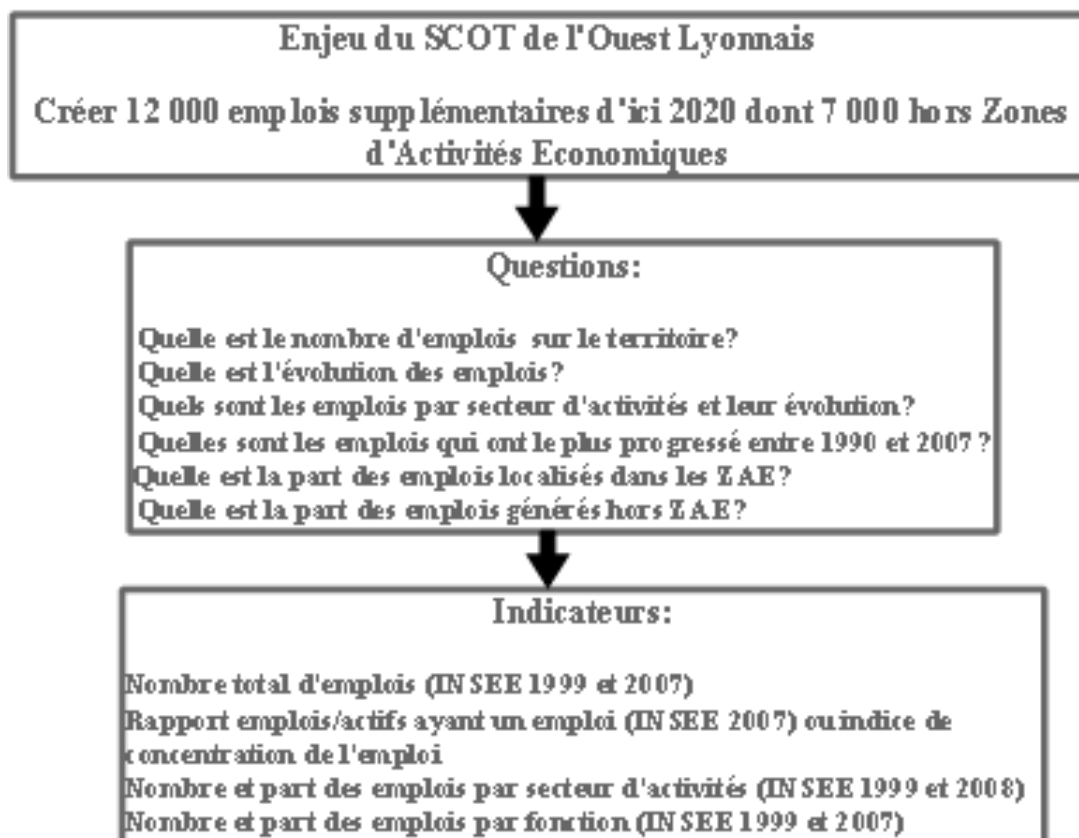 Enjeu du SCOT de l'Ouest Lyonnais
Créer 12 000 emplois supplémentaires d'ici 2020 dont 7 000 hors Zones
d'Activités Economiques
Questions:
Quelle est le nombre d'emplois sur le territoire?
Quelle est l'évolution des emplois?
Quels sont les emplois par secteur d'activités et leur évolution?
Quelles sont les emplois qui ont le plus progressé entre 1990 et 2007?
Quelle est la part des emplois localisés dans les ZAE?
Quelle est la part des emplois générés hors ZAE?
Indicateurs:
Nombre total d'emplois (INSEE 1999 et 2007)
Rapport emplois/actifs ayant un emploi (INSEE 2007) ou indice de
concentration de l'emploi
Nombre et part des emplois par secteur d'activités (INSEE 1999 et 2008)
Nombre et part des emplois par fonction (INSEE 1999 et 2007)